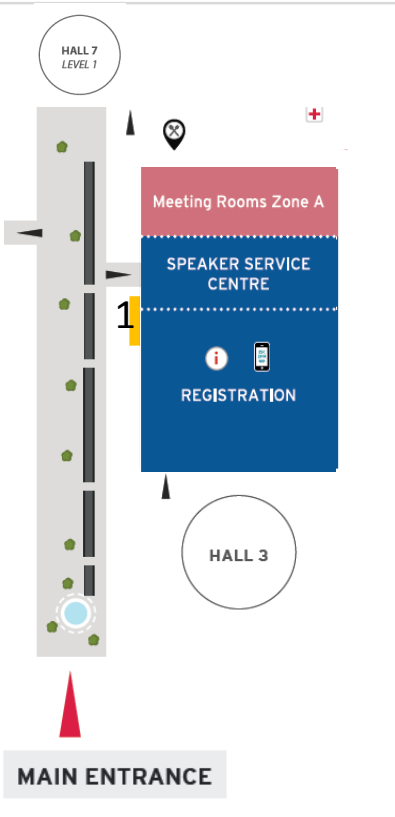 HALL 7
LEVEL 1
Meeting Rooms Zone A
SPEAKER SERVICE
CENTRE
1
i
REGISTRATION
HALL 3
MAIN ENTRANCE